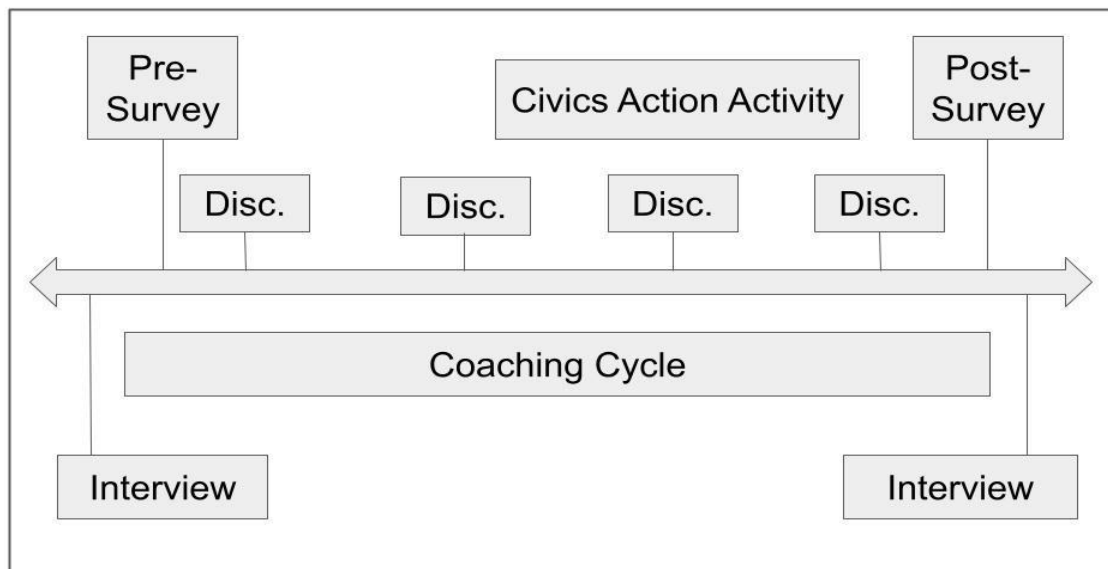 Pre-
Survey
Civics Action Activity
Post-
Survey
Disc.
Disc.
Disc.
Disc.
Coaching Cycle
Interview
Interview